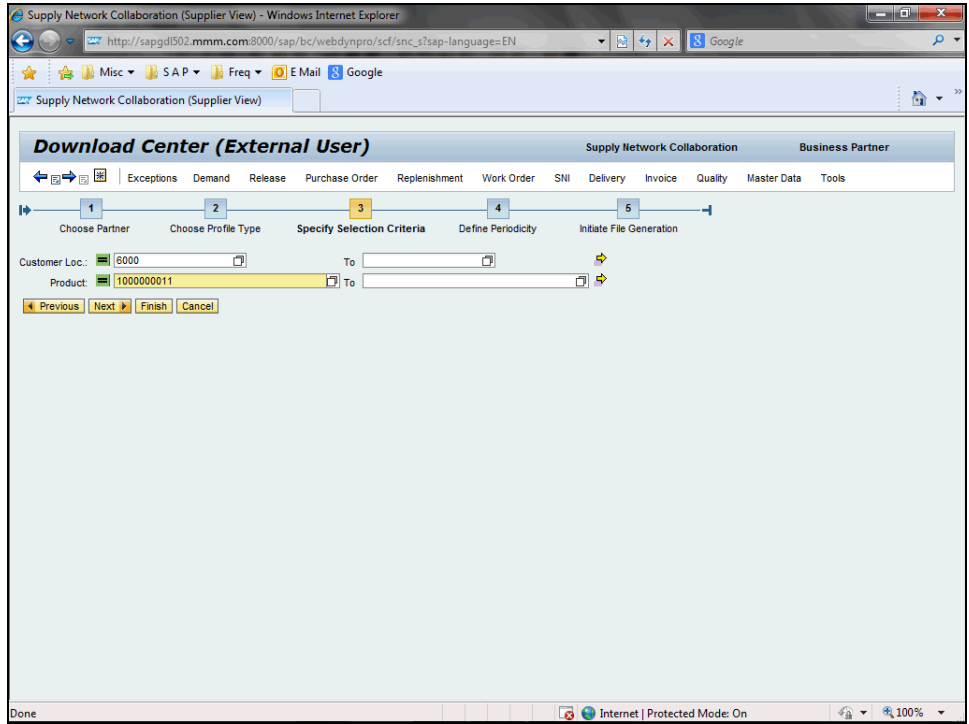 Supply Network Collaboration (Supplier View) - Windows Internet Explorer
http://sapgdl502.mmm.com:8000/sap/bc/webdynpro/scf/snc_s?sap-language=EN
Google
Misc SAP Freq E Mail Google
Supply Network Collaboration (Supplier View)
Download Center (External User) Supply Network Collaboration Business Partner
Exceptions Demand Release Purchase Order Replenishment Work Order SNI Delivery Invoice Quality Master Data Tools
1 2 3 4 5
Choose Partner Choose Profile Type Specify Selection Criteria Define Periodicity Initiate File Generation
Customer Loc.: 6000 To
Product: 1000000011 To
Previous Next Finish Cancel
Done Internet | Protected Mode: On 100%